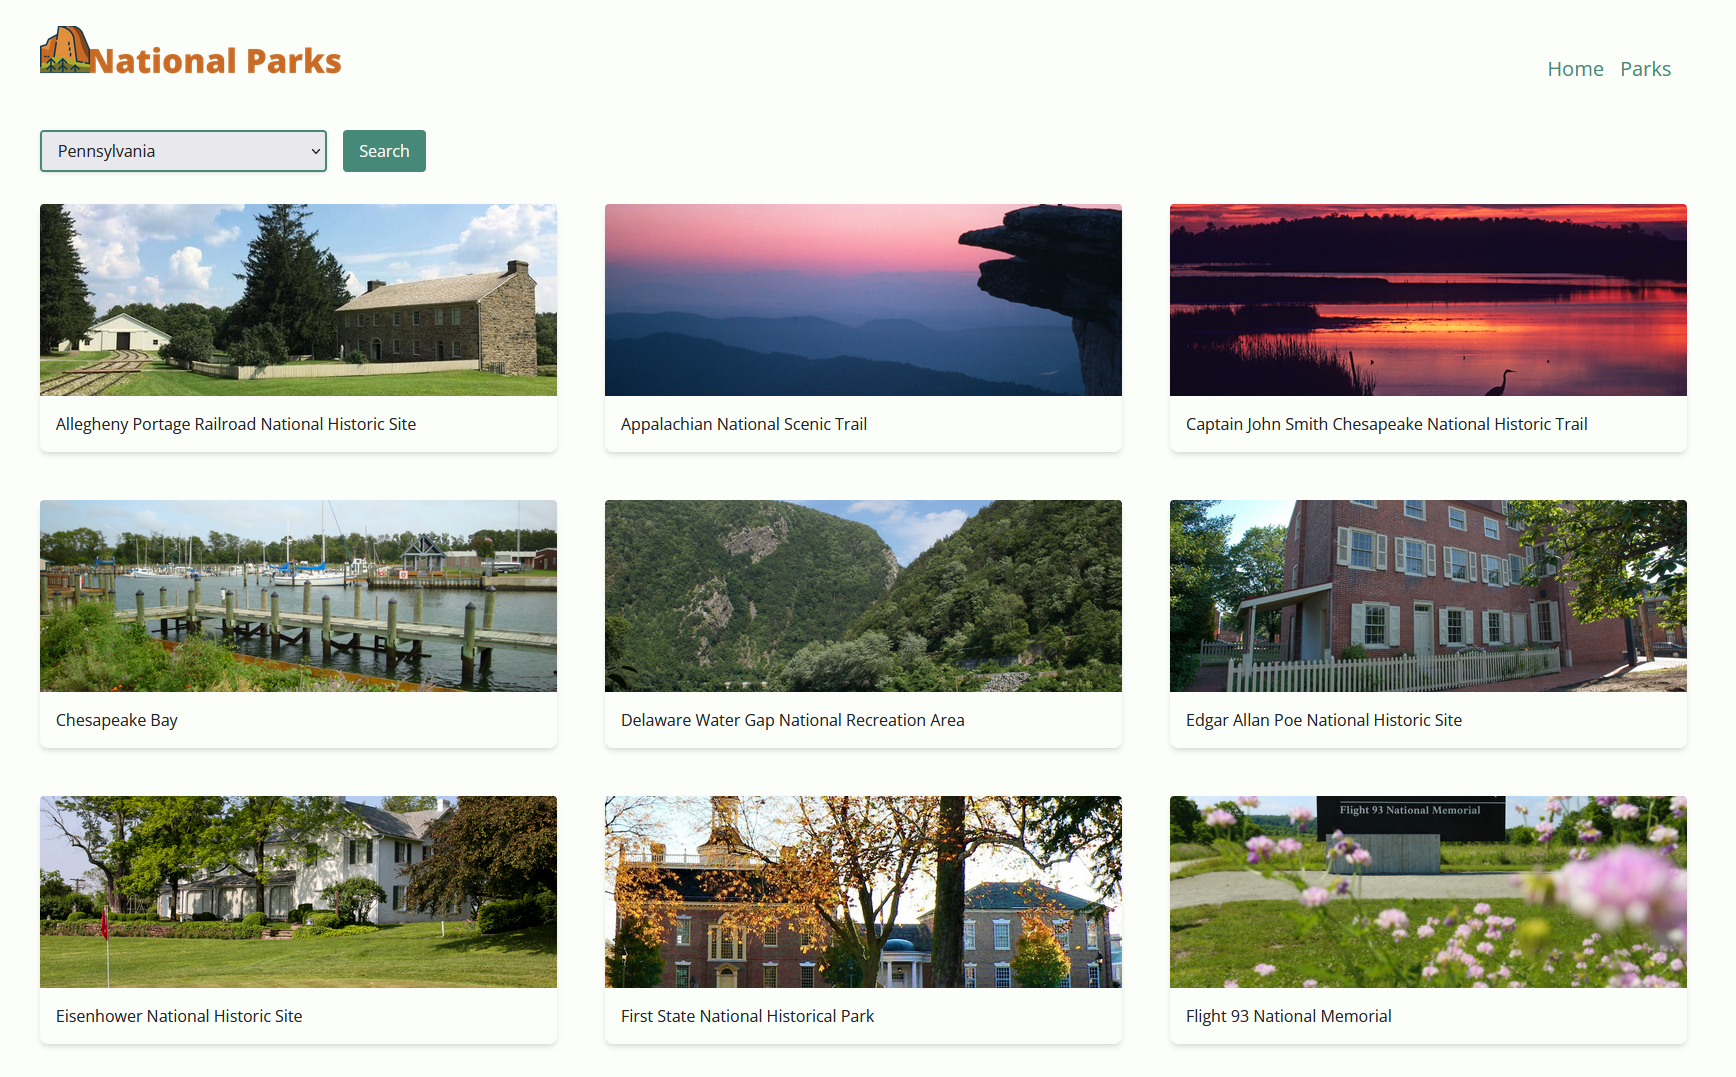 National Parks
Home Parks
Pennsylvania
Search
Allegheny Portage Railroad National Historic Site
Appalachian National Scenic Trail
Captain John Smith Chesapeake National Historic Trail
Chesapeake Bay
Delaware Water Gap National Recreation Area
Edgar Allan Poe National Historic Site
Flight 93 National Memorial
Eisenhower National Historic Site
First State National Historical Park
Flight 93 National Memorial